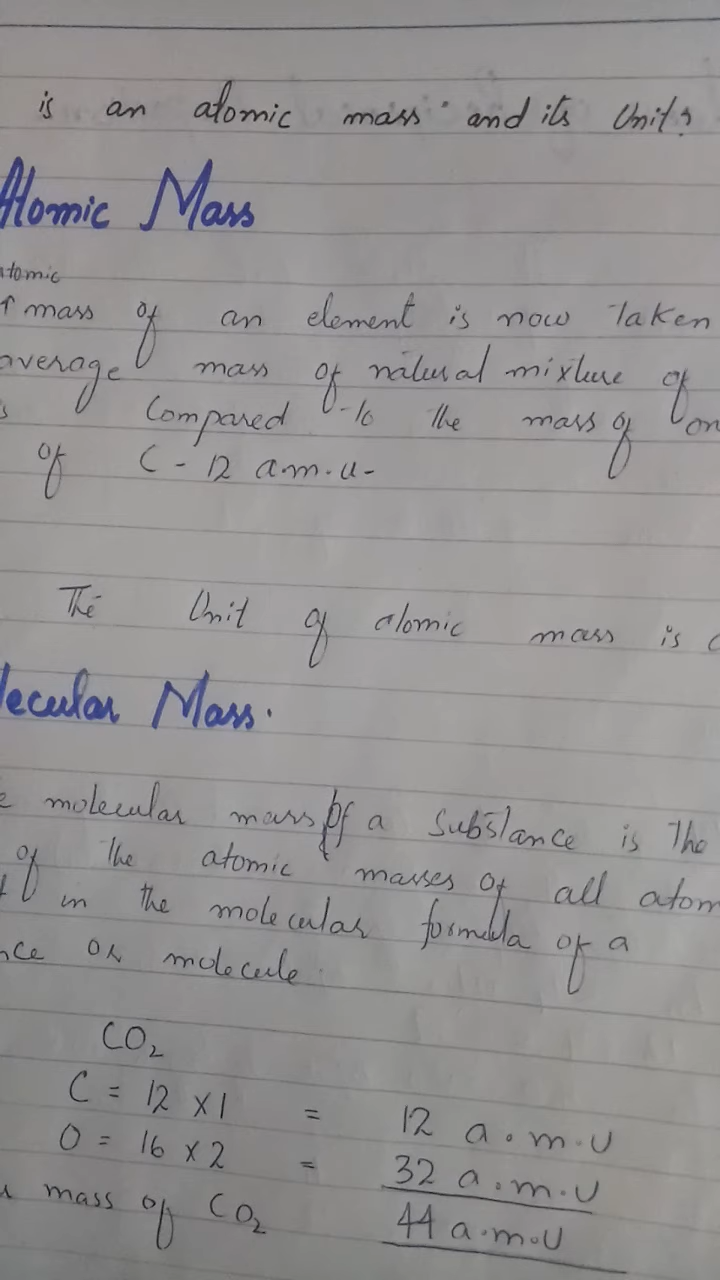 is an atomic mass and its Unit?
Atomic Mass
atomic
mass of an element is now taken
average mass of natural mixture of
s Compared to the mass of on
of C-12 a.m.u-
The Unit of atomic mass is
lecular Mass.
e molecular mass of a Substance is The
of the atomic masses of all atom
in the molecular formula of a
nce or molecule.
CO₂
C = 12 x1 = 12 a.m.u
O = 16 x 2 = 32 a.m.u
mass of CO₂ 44 a.m.u